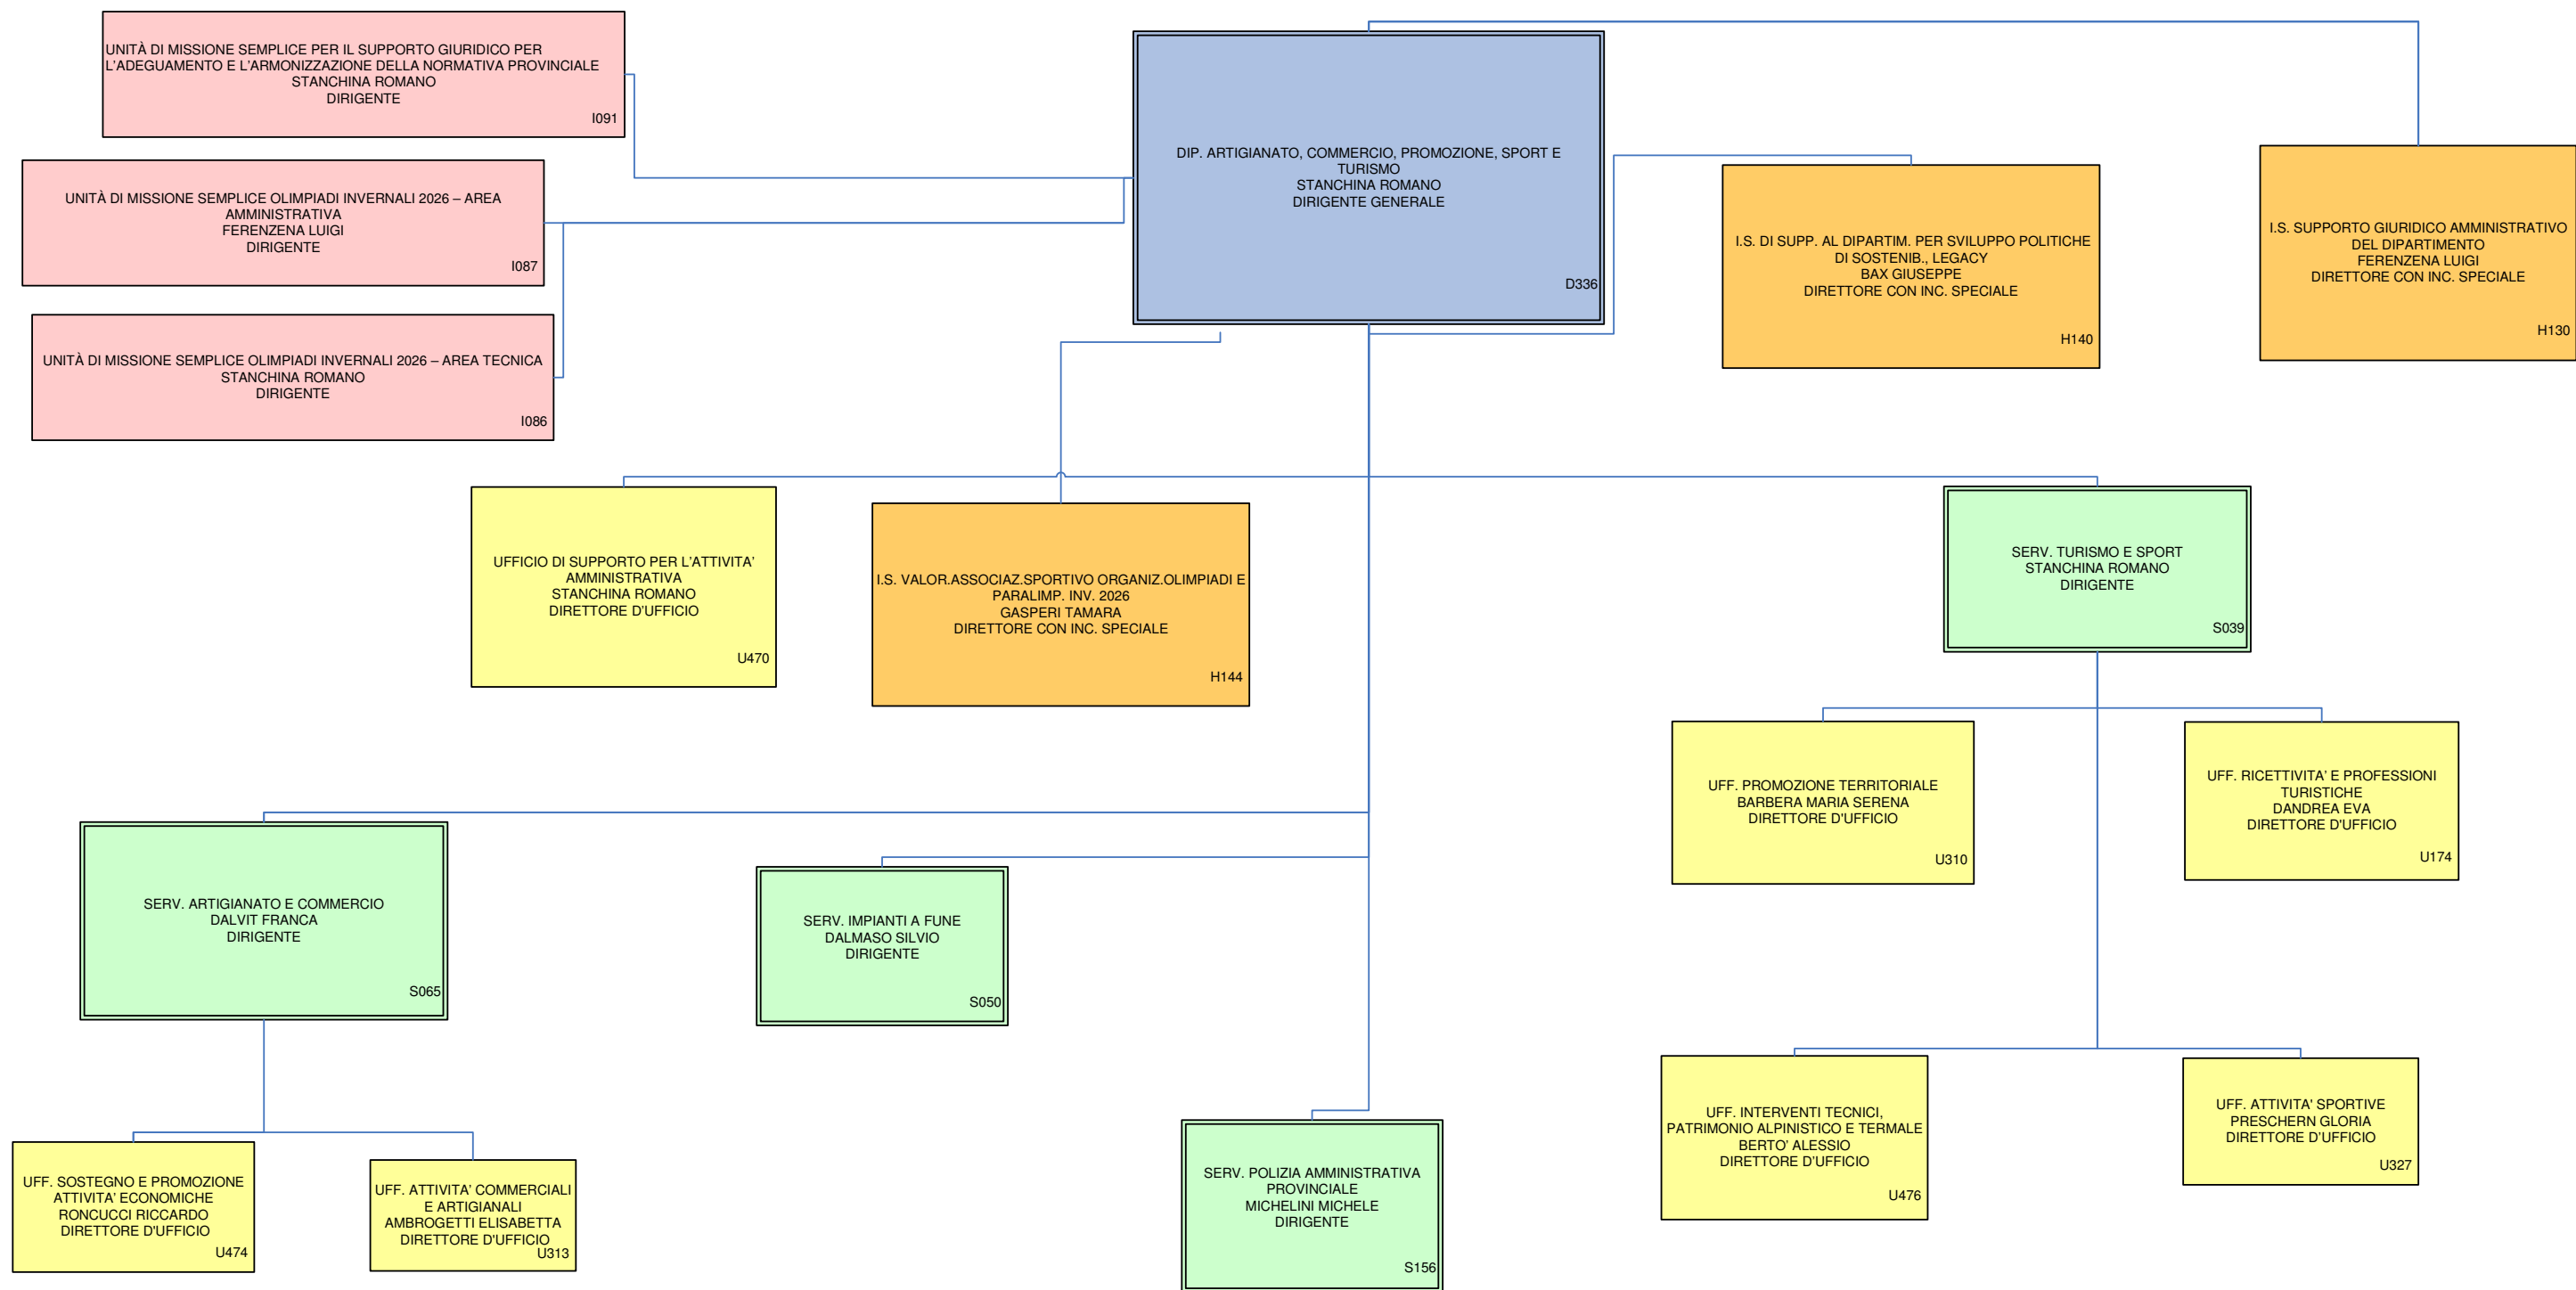 UNITÀ DI MISSIONE SEMPLICE PER IL SUPPORTO GIURIDICO PER
L'ADEGUAMENTO E L'ARMONIZZAZIONE DELLA NORMATIVA PROVINCIALE
STANCHINA ROMANO
DIRIGENTE
I091
UNITÀ DI MISSIONE SEMPLICE OLIMPIADI INVERNALI 2026 – AREA
AMMINISTRATIVA
FERENZENA LUIGI
DIRIGENTE
I087
UNITÀ DI MISSIONE SEMPLICE OLIMPIADI INVERNALI 2026 – AREA TECNICA
STANCHINA ROMANO
DIRIGENTE
I086
DIP. ARTIGIANATO, COMMERCIO, PROMOZIONE, SPORT E
TURISMO
STANCHINA ROMANO
DIRIGENTE GENERALE
D336
I.S. DI SUPP. AL DIPARTIM. PER SVILUPPO POLITICHE
DI SOSTENIB., LEGACY
BAX GIUSEPPE
DIRETTORE CON INC. SPECIALE
H140
I.S. SUPPORTO GIURIDICO AMMINISTRATIVO
DEL DIPARTIMENTO
FERENZENA LUIGI
DIRETTORE CON INC. SPECIALE
H130
UFFICIO DI SUPPORTO PER L'ATTIVITA'
AMMINISTRATIVA
STANCHINA ROMANO
DIRETTORE D'UFFICIO
U470
I.S. VALOR.ASSOCIAZ.SPORTIVO ORGANIZ.OLIMPIADI E
PARALIMP. INV. 2026
GASPERI TAMARA
DIRETTORE CON INC. SPECIALE
H144
SERV. TURISMO E SPORT
STANCHINA ROMANO
DIRIGENTE
S039
UFF. PROMOZIONE TERRITORIALE
BARBERA MARIA SERENA
DIRETTORE D'UFFICIO
U310
UFF. RICETTIVITA' E PROFESSIONI
TURISTICHE
DANDREA EVA
DIRETTORE D'UFFICIO
U174
SERV. ARTIGIANATO E COMMERCIO
DALVIT FRANCA
DIRIGENTE
S065
SERV. IMPIANTI A FUNE
DALMASO SILVIO
DIRIGENTE
S050
UFF. SOSTEGNO E PROMOZIONE
ATTIVITA' ECONOMICHE
RONCUCCI RICCARDO
DIRETTORE D'UFFICIO
U474
UFF. ATTIVITA' COMMERCIALI
E ARTIGIANALI
AMBROGETTI ELISABETTA
DIRETTORE D'UFFICIO
U313
SERV. POLIZIA AMMINISTRATIVA
PROVINCIALE
MICHELINI MICHELE
DIRIGENTE
S156
UFF. INTERVENTI TECNICI,
PATRIMONIO ALPINISTICO E TERMALE
BERTO' ALESSIO
DIRETTORE D'UFFICIO
U476
UFF. ATTIVITA' SPORTIVE
PRESCHERN GLORIA
DIRETTORE D'UFFICIO
U327